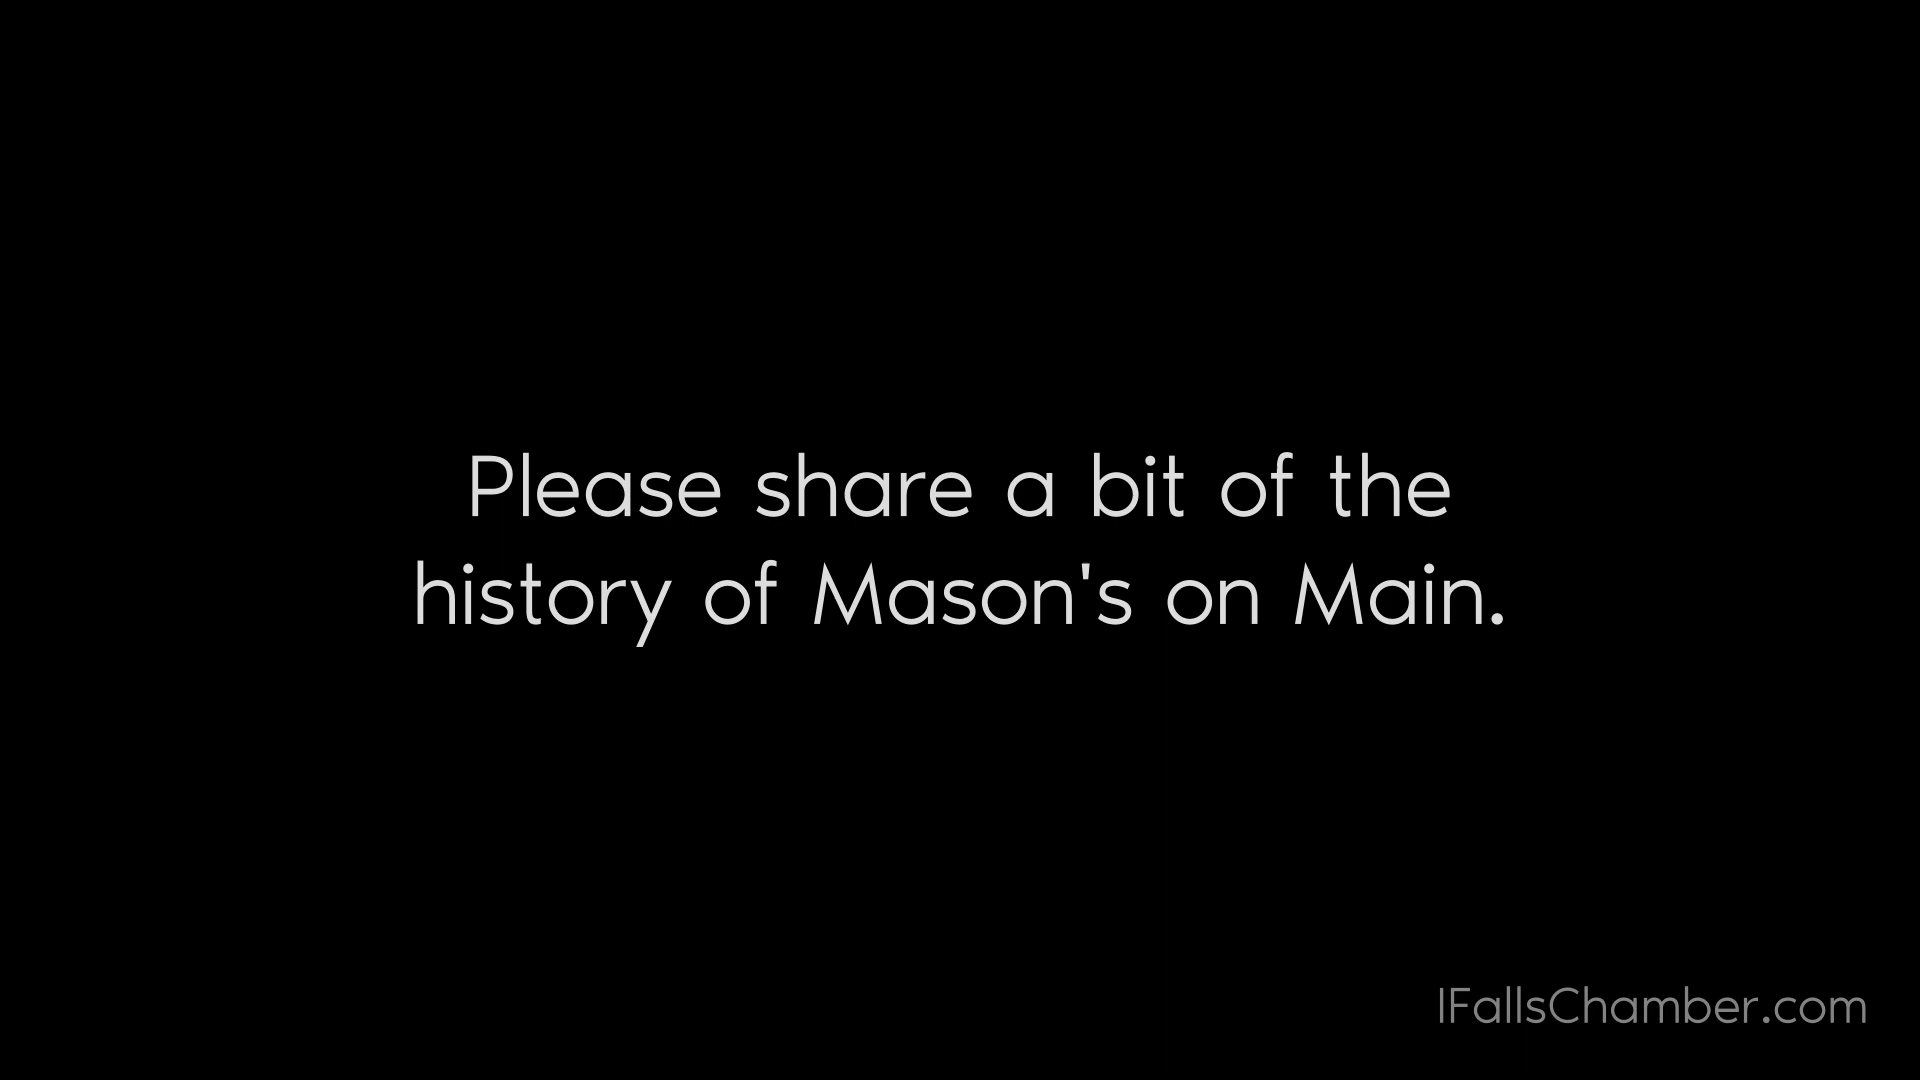 Please share a bit of the
history of Mason's on Main.
IFallsChamber.com